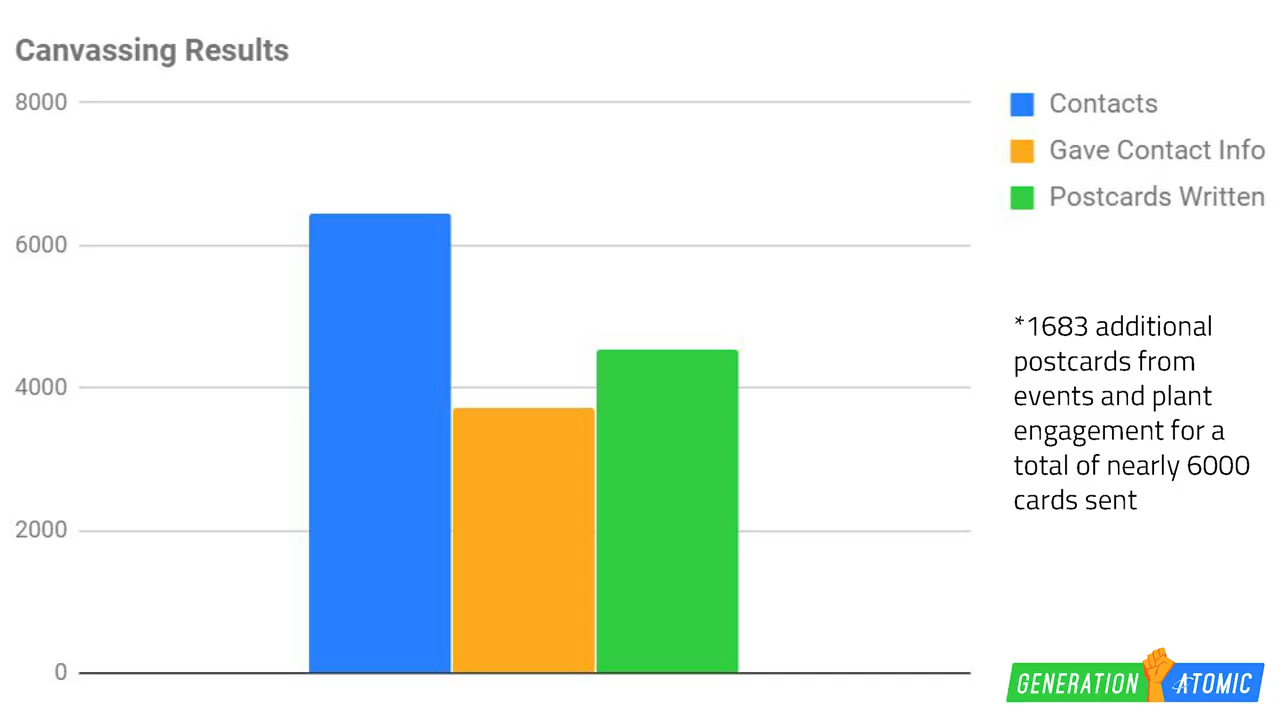 Canvassing Results
8000
6000
4000
2000
0
Contacts
Gave Contact Info
Postcards Written
*1683 additional
postcards from
events and plant
engagement for a
total of nearly 6000
cards sent
GENERATION ATOMIC